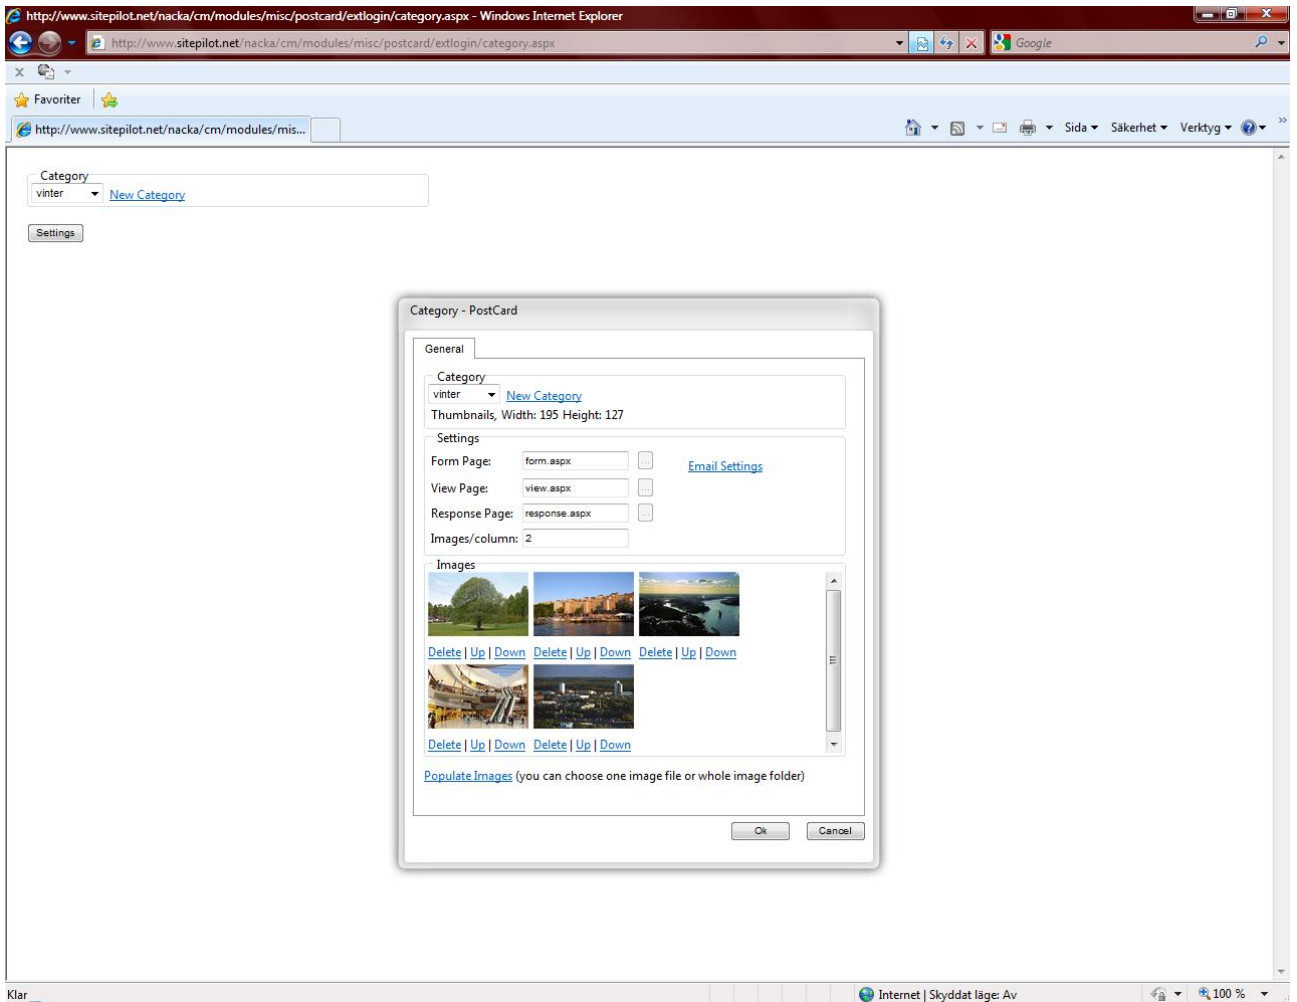 http://www.sitepilot.net/nacka/cm/modules/misc/postcard/extlogin/category.aspx - Windows Internet Explorer
http://www.sitepilot.net/nacka/cm/modules/misc/postcard/extlogin/category.aspx
Google
Favoriter
http://www.sitepilot.net/nacka/cm/modules/mis...
Sida Säkerhet Verktyg
Category
vinter New Category
Settings
Category - PostCard
General
Category
vinter New Category
Thumbnails, Width: 195 Height: 127
Settings
Form Page: form.aspx ... Email Settings
View Page: view.aspx ...
Response Page: response.aspx ...
Images/column: 2
Images
Delete | Up | Down Delete | Up | Down Delete | Up | Down
Delete | Up | Down Delete | Up | Down
Populate Images (you can choose one image file or whole image folder)
Ok Cancel
Klar Internet | Skyddat läge: Av 100 %